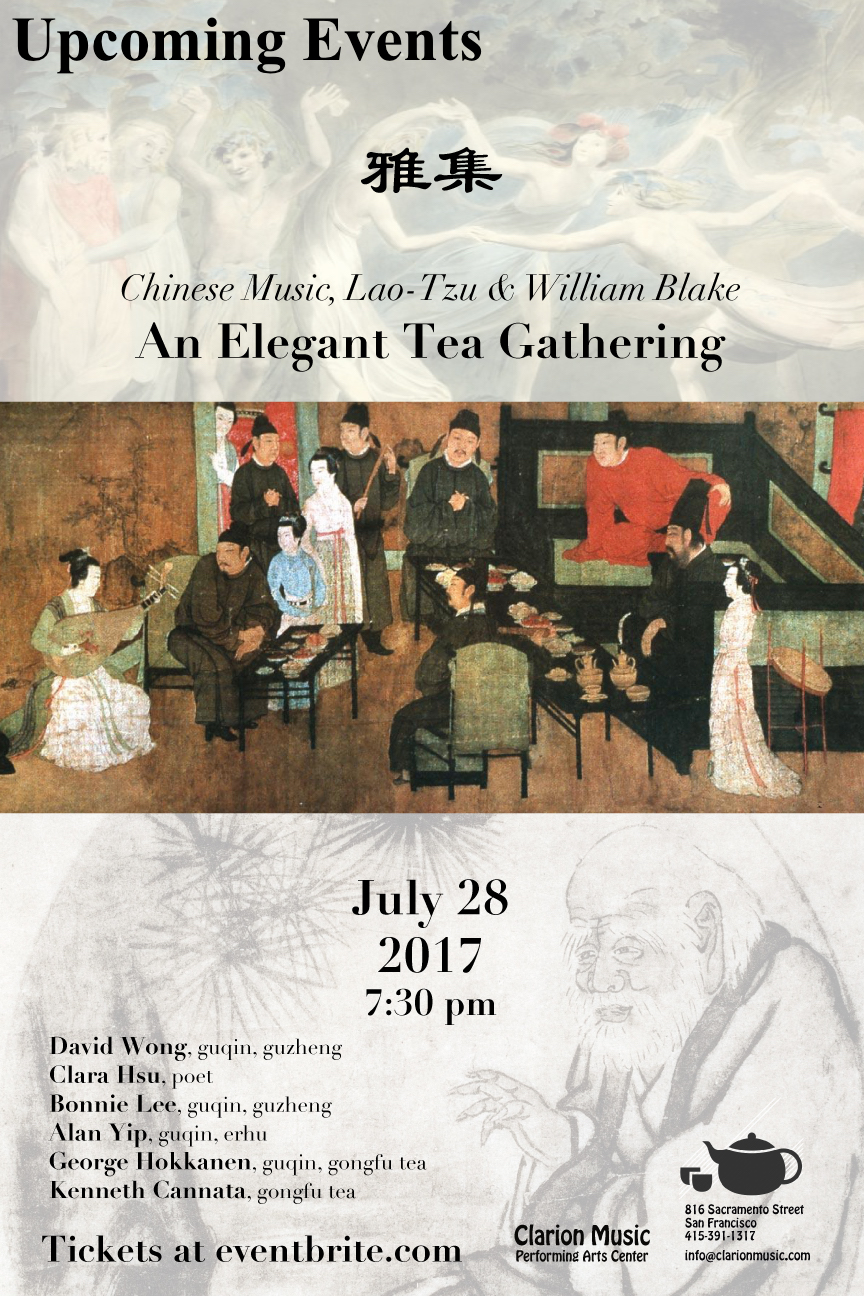 Upcoming Events
雅集
Chinese Music, Lao-Tzu & William Blake
An Elegant Tea Gathering
July 28
2017
7:30 pm
David Wong, guqin, guzheng
Clara Hsu, poet
Bonnie Lee, guqin, guzheng
Alan Yip, guqin, erhu
George Hokkanen, guqin, gongfu tea
Kenneth Cannata, gongfu tea
Tickets at eventbrite.com
Clarion Music
Performing Arts Center
816 Sacramento Street
San Francisco
415-391-1317
info@clarionmusic.com